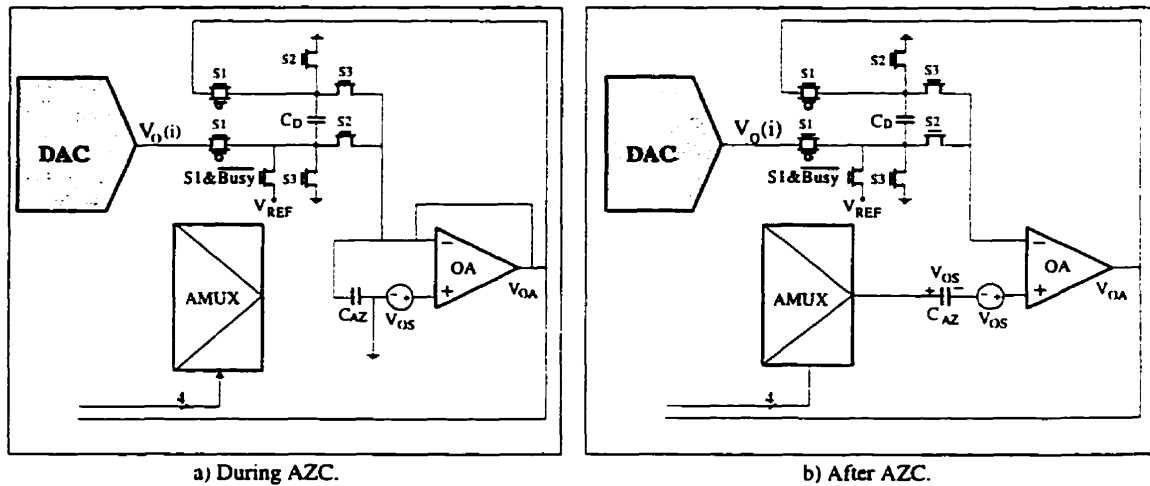 S2
S1
S3
C_D
V_O(i)
S1
S2
DAC
S1&B̅u̅s̅y̅
S3
V_REF
AMUX
C_AZ
V_OS
OA
V_OA
4
a) During AZC.
S2
S1
S3
C_D
V_O(i)
S1
S2
DAC
S1&B̅u̅s̅y̅
S3
V_REF
AMUX
V_OS
C_AZ
V_OS
OA
V_OA
4
b) After AZC.